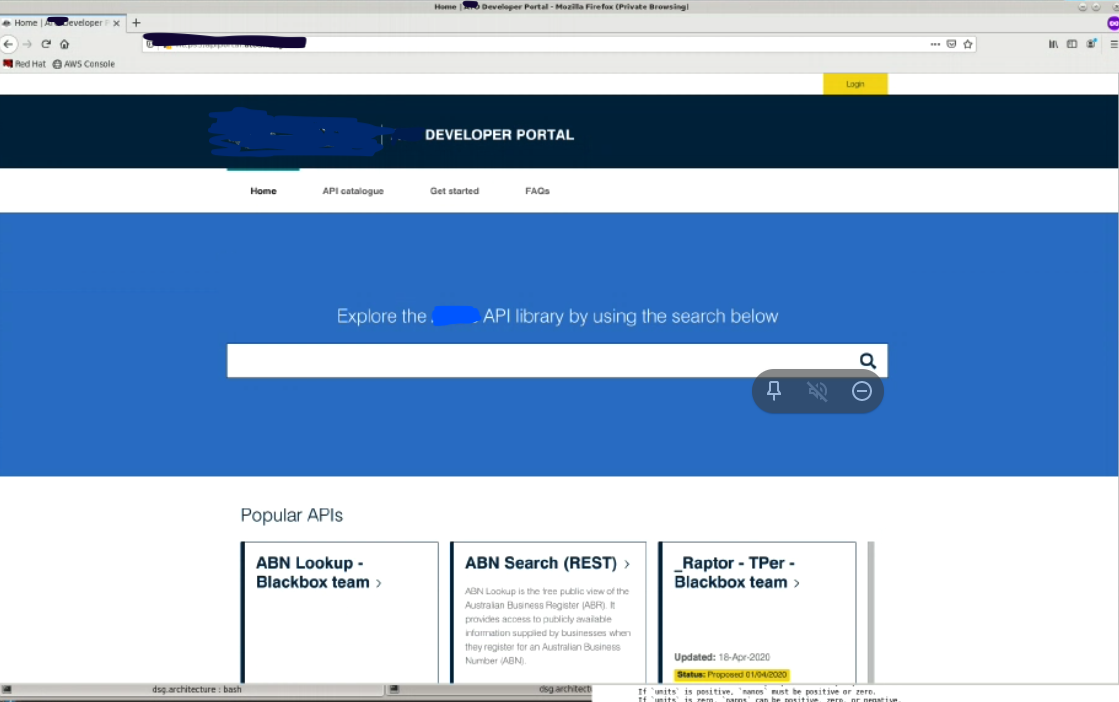 Home | Developer Portal - Mozilla Firefox (Private Browsing)
Home | Developer
Red Hat AWS Console
Login
DEVELOPER PORTAL
Home API catalogue Get started FAQs
Explore the API library by using the search below
Popular APIs
ABN Lookup -
Blackbox team >
ABN Search (REST) >
ABN Lookup is the free public view of the
Australian Business Register (ABR). It
provides access to publicly available
information supplied by businesses when
they register for an Australian Business
Number (ABN).
_Raptor - TPer -
Blackbox team >
Updated: 18-Apr-2020
Status: Proposed 01/04/2020
dsg.architecture : bash
dsg.architect
If `units` is positive, `nanos` must be positive or zero.
If `units` is zero, `nanos` can be positive, zero, or negative.